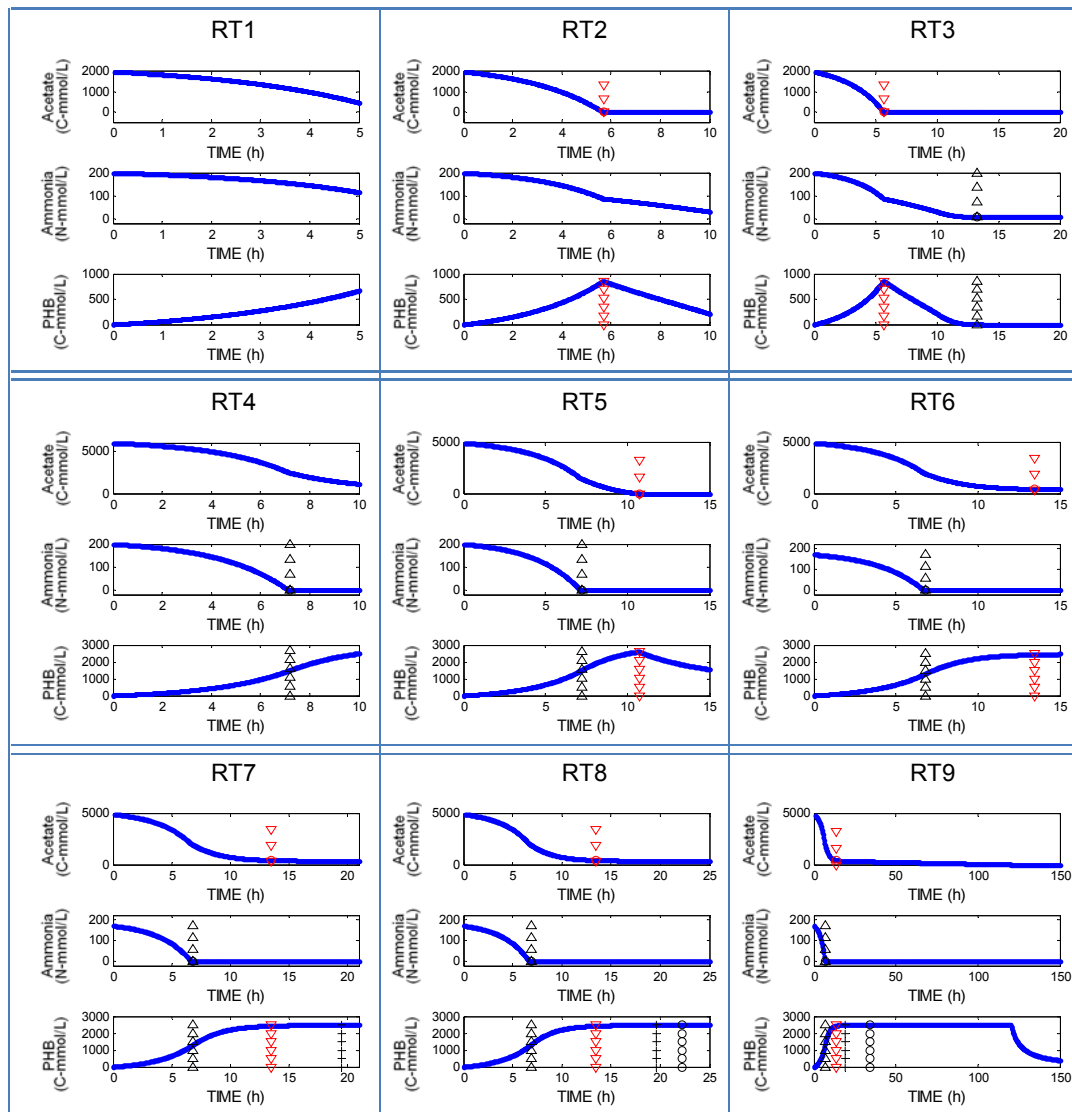 RT1
Acetate
(C-mmol/L)
2000
1000
0
0 1 2 3 4 5
TIME (h)
Ammonia
(N-mmol/L)
200
100
0
0 1 2 3 4 5
TIME (h)
PHB
(C-mmol/L)
1000
500
0
0 1 2 3 4 5
TIME (h)
RT2
Acetate
(C-mmol/L)
2000
1000
0
0 2 4 6 8 10
TIME (h)
Ammonia
(N-mmol/L)
200
100
0
0 2 4 6 8 10
TIME (h)
PHB
(C-mmol/L)
1000
500
0
0 2 4 6 8 10
TIME (h)
RT3
Acetate
(C-mmol/L)
2000
1000
0
0 5 10 15 20
TIME (h)
Ammonia
(N-mmol/L)
200
100
0
0 5 10 15 20
TIME (h)
PHB
(C-mmol/L)
1000
500
0
0 5 10 15 20
TIME (h)
RT4
Acetate
(C-mmol/L)
5000
0
0 2 4 6 8 10
TIME (h)
Ammonia
(N-mmol/L)
200
100
0
0 2 4 6 8 10
TIME (h)
PHB
(C-mmol/L)
3000
2000
1000
0
0 2 4 6 8 10
TIME (h)
RT5
Acetate
(C-mmol/L)
5000
0
0 5 10 15
TIME (h)
Ammonia
(N-mmol/L)
200
100
0
0 5 10 15
TIME (h)
PHB
(C-mmol/L)
3000
2000
1000
0
0 5 10 15
TIME (h)
RT6
Acetate
(C-mmol/L)
5000
0
0 5 10 15
TIME (h)
Ammonia
(N-mmol/L)
200
100
0
0 5 10 15
TIME (h)
PHB
(C-mmol/L)
3000
2000
1000
0
0 5 10 15
TIME (h)
RT7
Acetate
(C-mmol/L)
5000
0
0 5 10 15 20
TIME (h)
Ammonia
(N-mmol/L)
200
100
0
0 5 10 15 20
TIME (h)
PHB
(C-mmol/L)
3000
2000
1000
0
0 5 10 15 20
TIME (h)
RT8
Acetate
(C-mmol/L)
5000
0
0 5 10 15 20 25
TIME (h)
Ammonia
(N-mmol/L)
200
100
0
0 5 10 15 20 25
TIME (h)
PHB
(C-mmol/L)
3000
2000
1000
0
0 5 10 15 20 25
TIME (h)
RT9
Acetate
(C-mmol/L)
5000
0
0 50 100 150
TIME (h)
Ammonia
(N-mmol/L)
200
100
0
0 50 100 150
TIME (h)
PHB
(C-mmol/L)
3000
2000
1000
0
0 50 100 150
TIME (h)